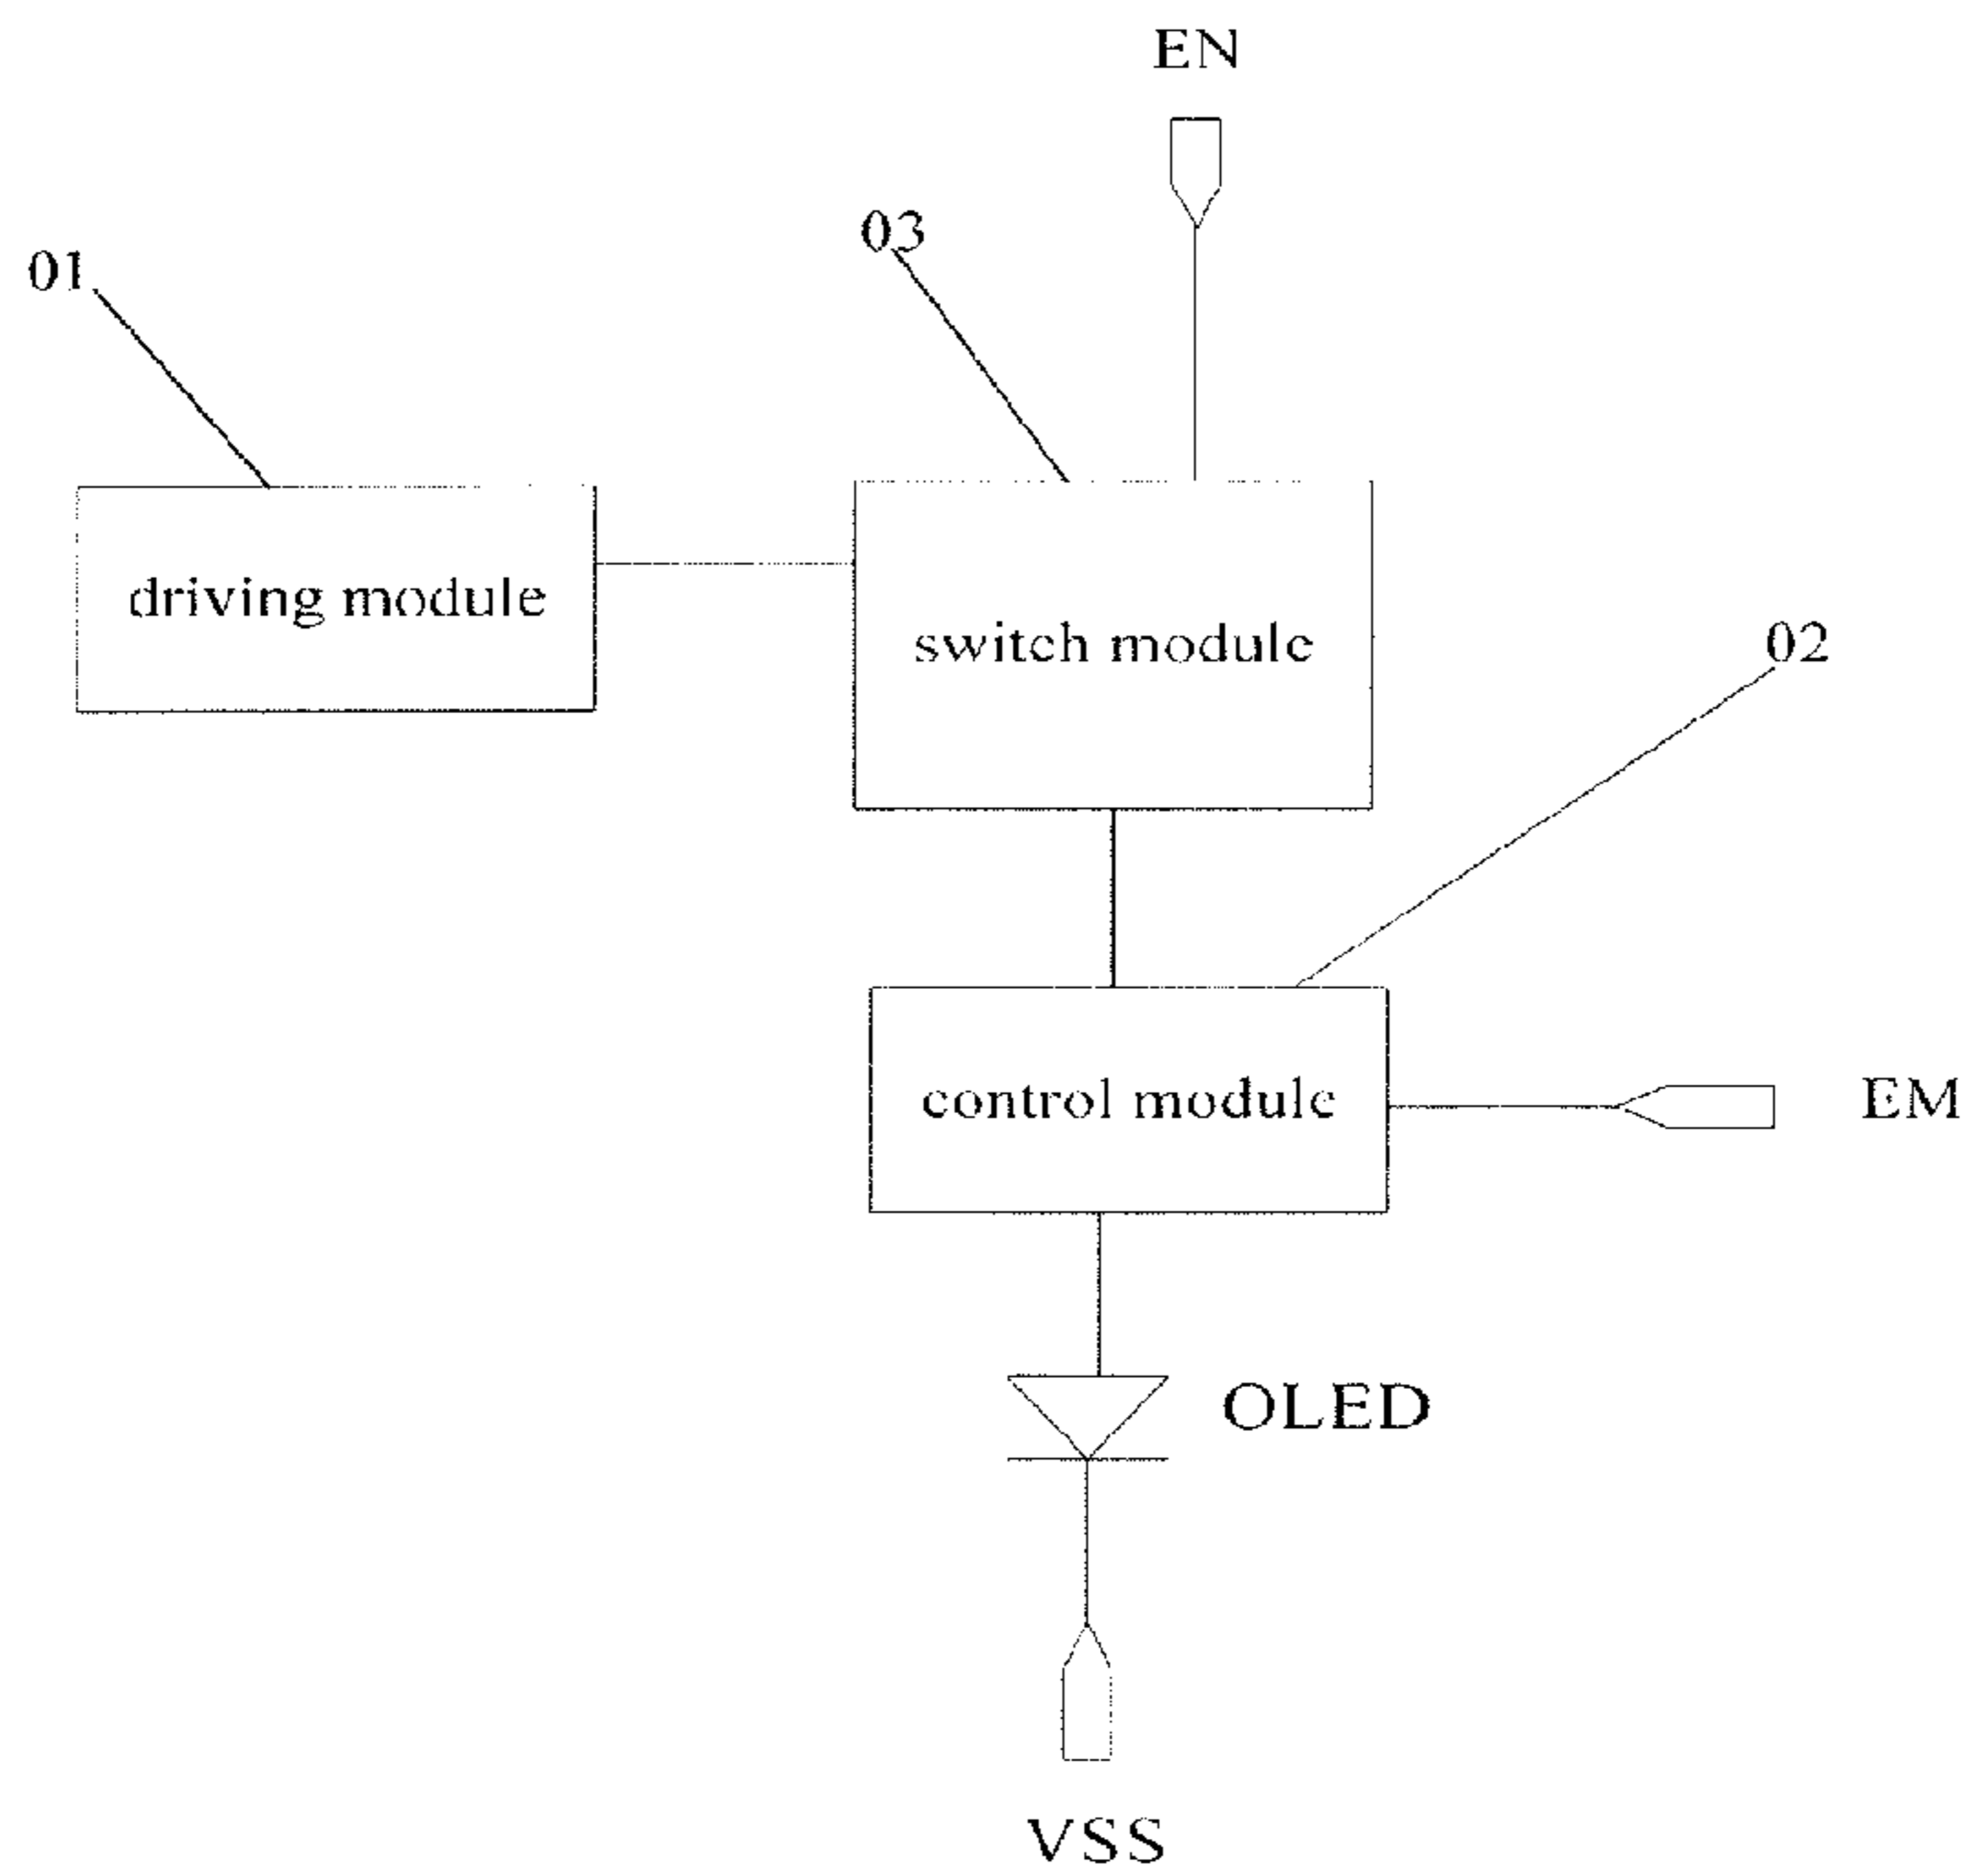 EN
03
01
driving module
switch module
02
control module
EM
OLED
VSS